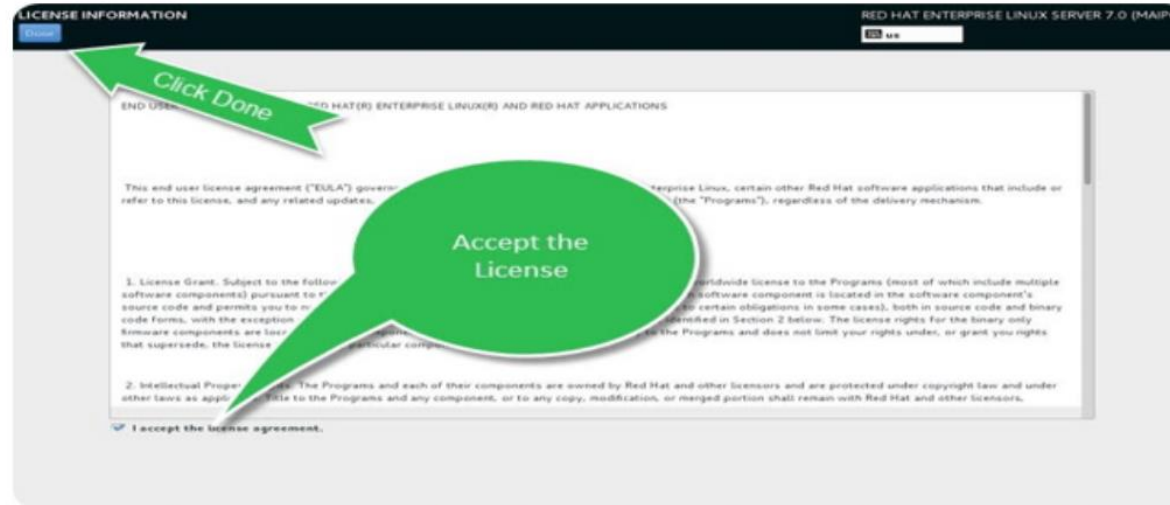 LICENSE INFORMATION
RED HAT ENTERPRISE LINUX SERVER 7.0 (MAIPO
Done
us
Click Done
END USER RED HAT(R) ENTERPRISE LINUX(R) AND RED HAT APPLICATIONS
This end user license agreement ("EULA") govern terprise Linux, certain other Red Hat software applications that include or
refer to this license, and any related updates, (the "Programs"), regardless of the delivery mechanism.
Accept the
License
1. License Grant. Subject to the follow orldwide license to the Programs (most of which include multiple
software components) pursuant to software component is located in the software component's
source code and permits you to to certain obligations in some cases), both in source code and binary
code forms, with the exception identified in Section 2 below. The license rights for the binary only
firmware components are loc to the Programs and does not limit your rights under, or grant you rights
that supersede, the license particular
2. Intellectual Proper The Programs and each of their components are owned by Red Hat and other licensors and are protected under copyright law and under
other laws as Title to the Programs and any component, or to any copy, modification, or merged portion shall remain with Red Hat and other licensors,
I accept the license agreement.